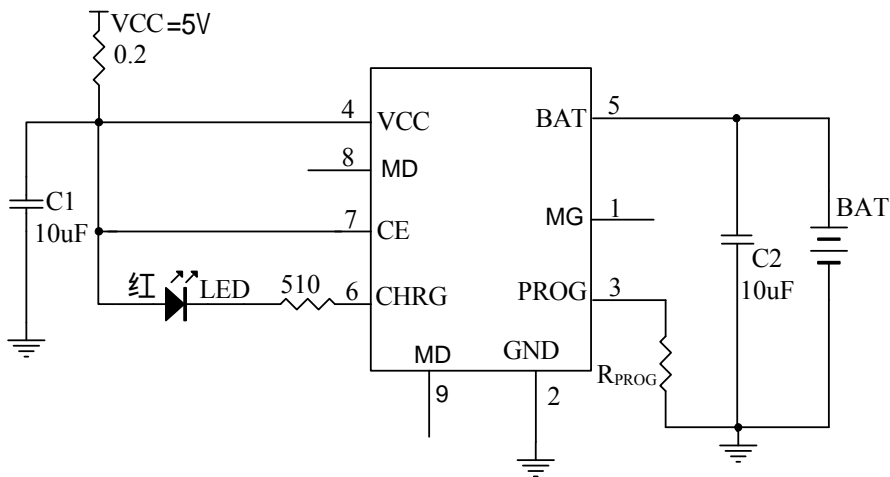 VCC=5V
0.2
4
VCC
BAT
5
8
MD
C1
10uF
7
CE
MG
1
BAT
C2
10uF
红
LED
510
6
CHRG
PROG
3
MD
GND
RPROG
9
2